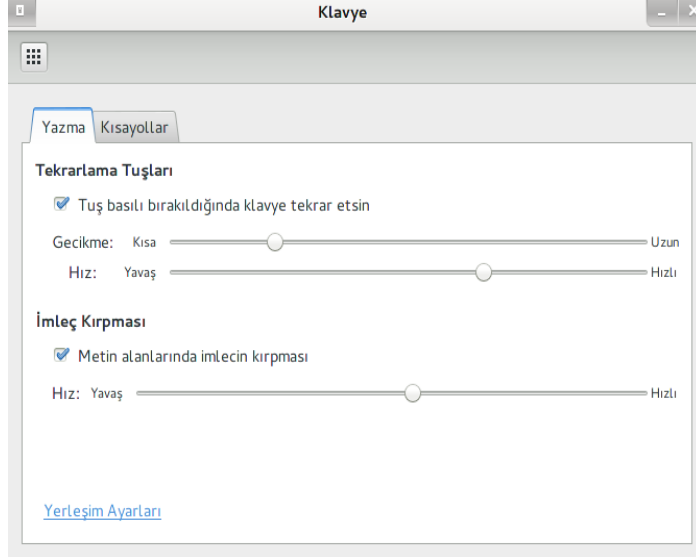 Klavye
Yazma Kısayollar
Tekrarlama Tuşları
Tuş basılı bırakıldığında klavye tekrar etsin
Gecikme: Kısa Uzun
Hız: Yavaş Hızlı
İmleç Kırpması
Metin alanlarında imlecin kırpması
Hız: Yavaş Hızlı
Yerleşim Ayarları